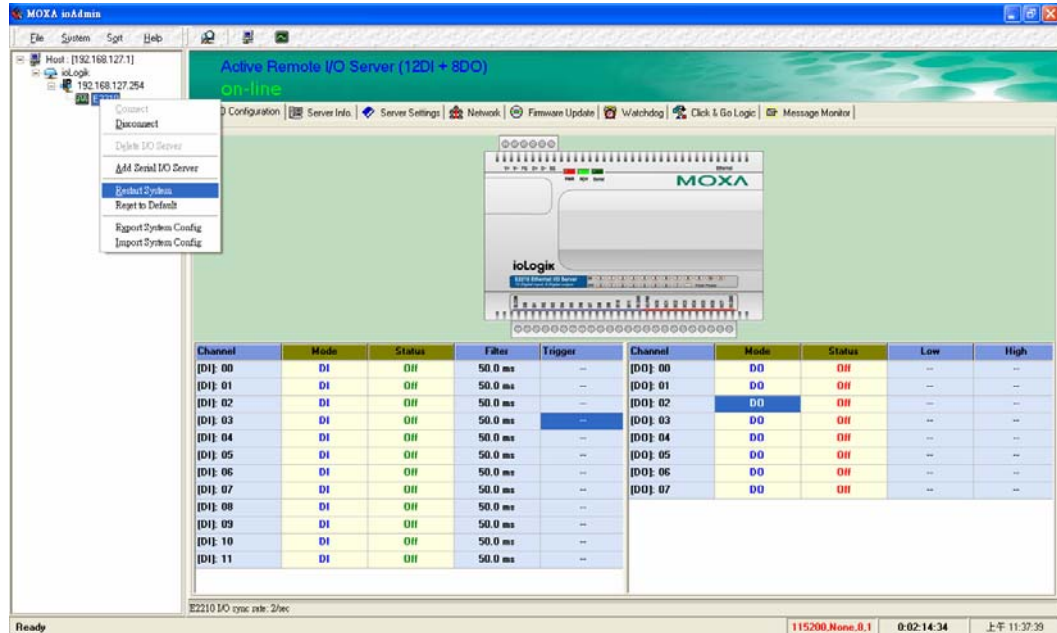 MOXA ioAdmin
File System Sort Help
Host : [192.168.127.1]
ioLogik
192.168.127.254
E2210
Connect
Disconnect
Delete I/O Server
Add Serial I/O Server
Restart System
Reset to Default
Export System Config
Import System Config
Active Remote I/O Server (12DI + 8DO)
on-line
Configuration Server Info. Server Settings Network Firmware Update Watchdog Click & Go Logic Message Monitor
MOXA
ioLogik
Channel Mode Status Filter Trigger
[DI]: 00 DI Off 50.0 ms --
[DI]: 01 DI Off 50.0 ms --
[DI]: 02 DI Off 50.0 ms --
[DI]: 03 DI Off 50.0 ms --
[DI]: 04 DI Off 50.0 ms --
[DI]: 05 DI Off 50.0 ms --
[DI]: 06 DI Off 50.0 ms --
[DI]: 07 DI Off 50.0 ms --
[DI]: 08 DI Off 50.0 ms --
[DI]: 09 DI Off 50.0 ms --
[DI]: 10 DI Off 50.0 ms --
[DI]: 11 DI Off 50.0 ms --
Channel Mode Status Low High
[DO]: 00 DO Off -- --
[DO]: 01 DO Off -- --
[DO]: 02 DO Off -- --
[DO]: 03 DO Off -- --
[DO]: 04 DO Off -- --
[DO]: 05 DO Off -- --
[DO]: 06 DO Off -- --
[DO]: 07 DO Off -- --
E2210 I/O sync rate: 2/sec
Ready 115200,None,8,1 0:02:14:34 上午 11:37:39